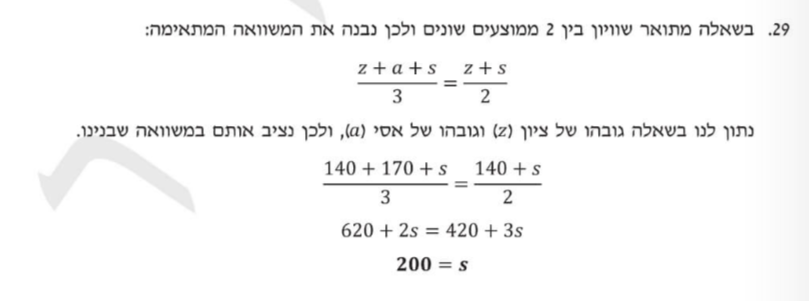 29. בשאלה מתואר שוויון בין 2 ממוצעים שונים ולכן נבנה את המשוואה המתאימה:
(z + a + s)/3 = (z + s)/2
נתון לנו בשאלה גובהו של ציון (z) וגובהו של אסי (a), ולכן נציב אותם במשוואה שבנינו.
(140 + 170 + s)/3 = (140 + s)/2
620 + 2s = 420 + 3s
200 = s